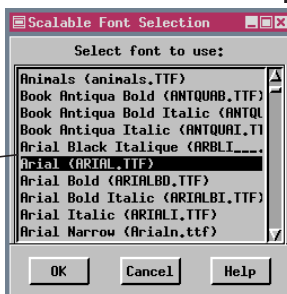 Scalable Font Selection
Select font to use:
Animals (animals.TTF)
Book Antiqua Bold (ANTQUAB.TTF)
Book Antiqua Bold Italic (ANTQU
Book Antiqua Italic (ANTQUAI.TT
Arial Black Italique (ARBLI___.
Arial (ARIAL.TTF)
Arial Bold (ARIALBD.TTF)
Arial Bold Italic (ARIALBI.TTF)
Arial Italic (ARIALI.TTF)
Arial Narrow (Arialn.ttf)
OK Cancel Help